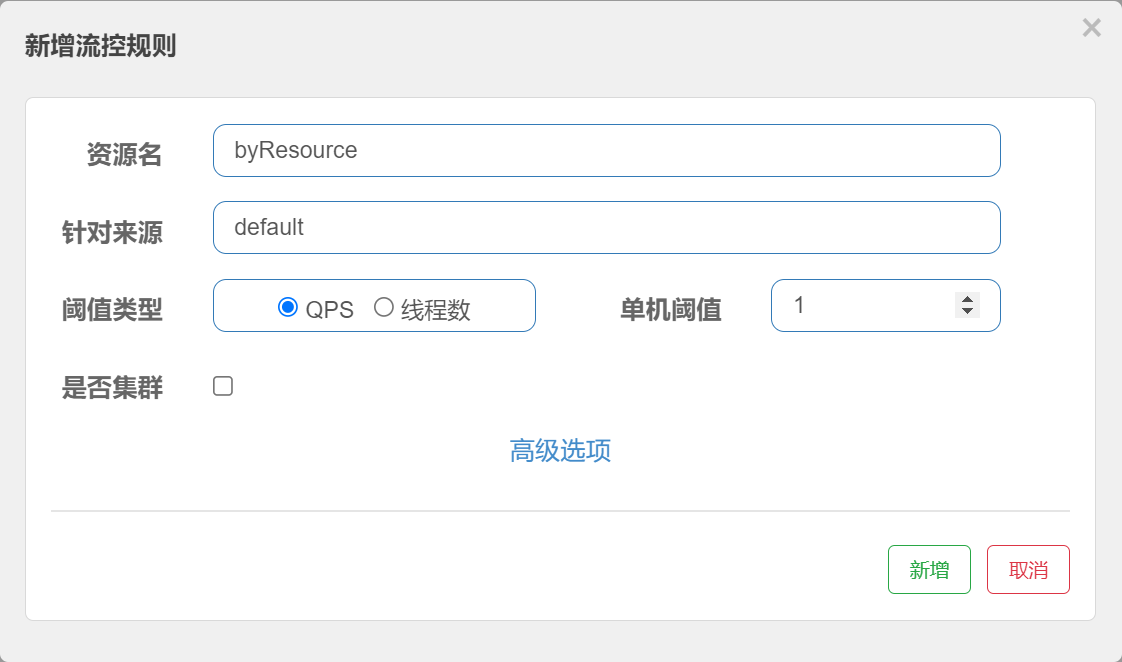 新增流控规则
资源名 byResource
针对来源 default
阈值类型 QPS 线程数 单机阈值 1
是否集群
高级选项
新增 取消